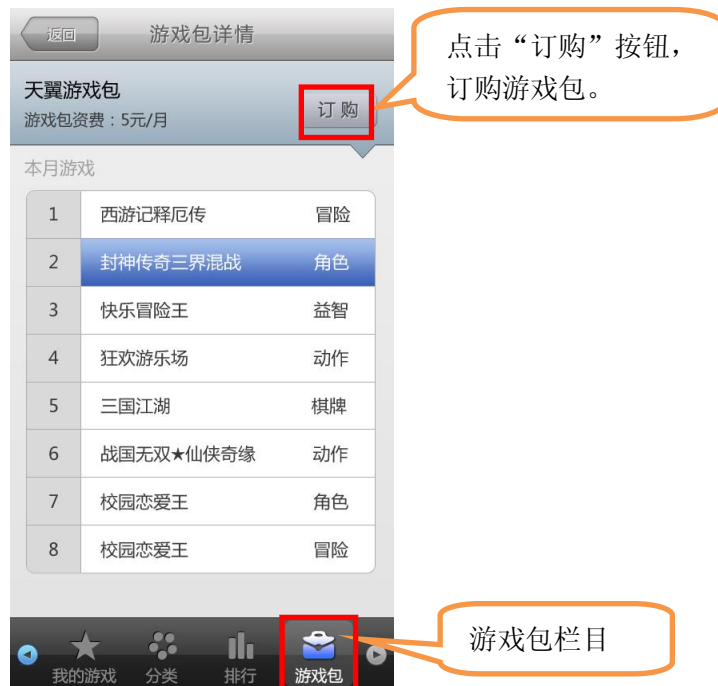 返回
游戏包详情
点击“订购”按钮，
订购游戏包。
天翼游戏包
游戏包资费：5元/月
订 购
本月游戏
1 西游记释厄传 冒险
2 封神传奇三界混战 角色
3 快乐冒险王 益智
4 狂欢游乐场 动作
5 三国江湖 棋牌
6 战国无双★仙侠奇缘 动作
7 校园恋爱王 角色
8 校园恋爱王 冒险
游戏包栏目
我的游戏 分类 排行 游戏包